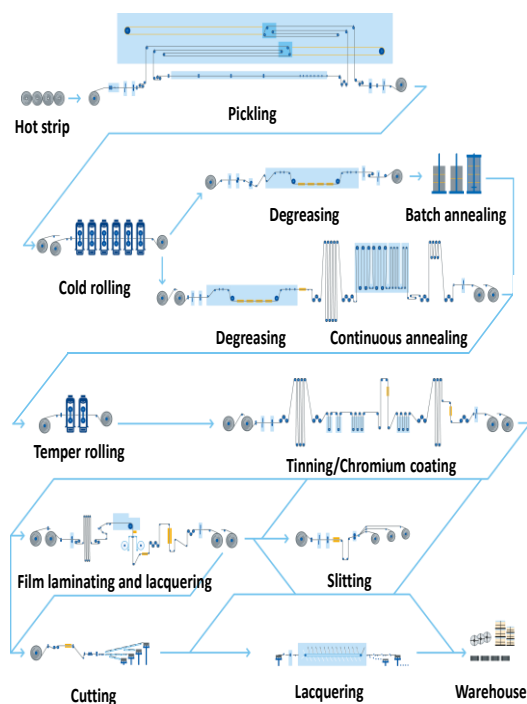 Hot strip
Pickling
Degreasing
Batch annealing
Cold rolling
Degreasing
Continuous annealing
Temper rolling
Tinning/Chromium coating
Film laminating and lacquering
Slitting
Cutting
Lacquering
Warehouse